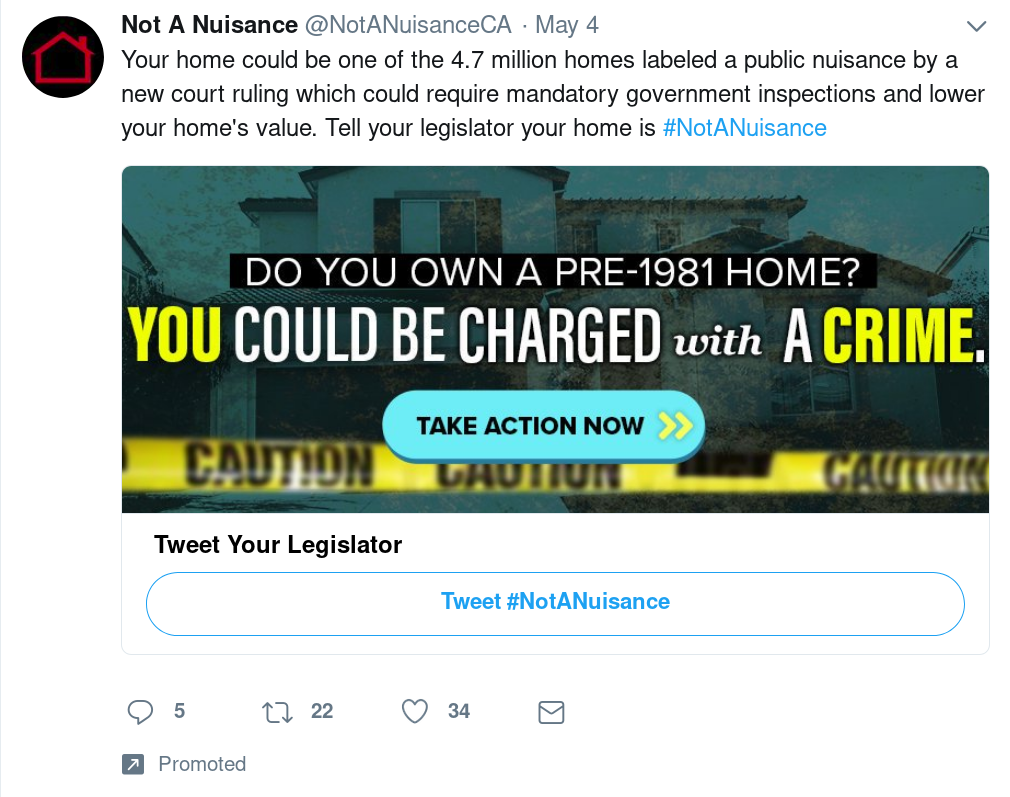 Not A Nuisance @NotANuisanceCA · May 4
Your home could be one of the 4.7 million homes labeled a public nuisance by a
new court ruling which could require mandatory government inspections and lower
your home's value. Tell your legislator your home is #NotANuisance
DO YOU OWN A PRE-1981 HOME?
YOU COULD BE CHARGED with A CRIME.
TAKE ACTION NOW
CAUTION CAUTION CAUTION
Tweet Your Legislator
Tweet #NotANuisance
5 22 34
Promoted